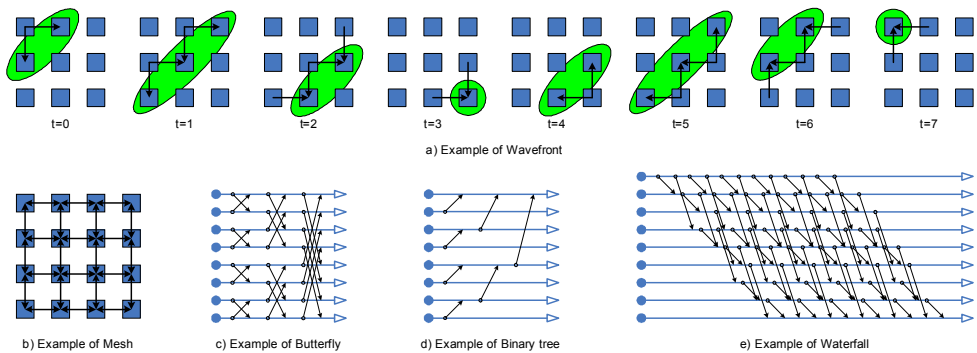 t=0 t=1 t=2 t=3 t=4 t=5 t=6 t=7
a) Example of Wavefront
b) Example of Mesh c) Example of Butterfly d) Example of Binary tree e) Example of Waterfall